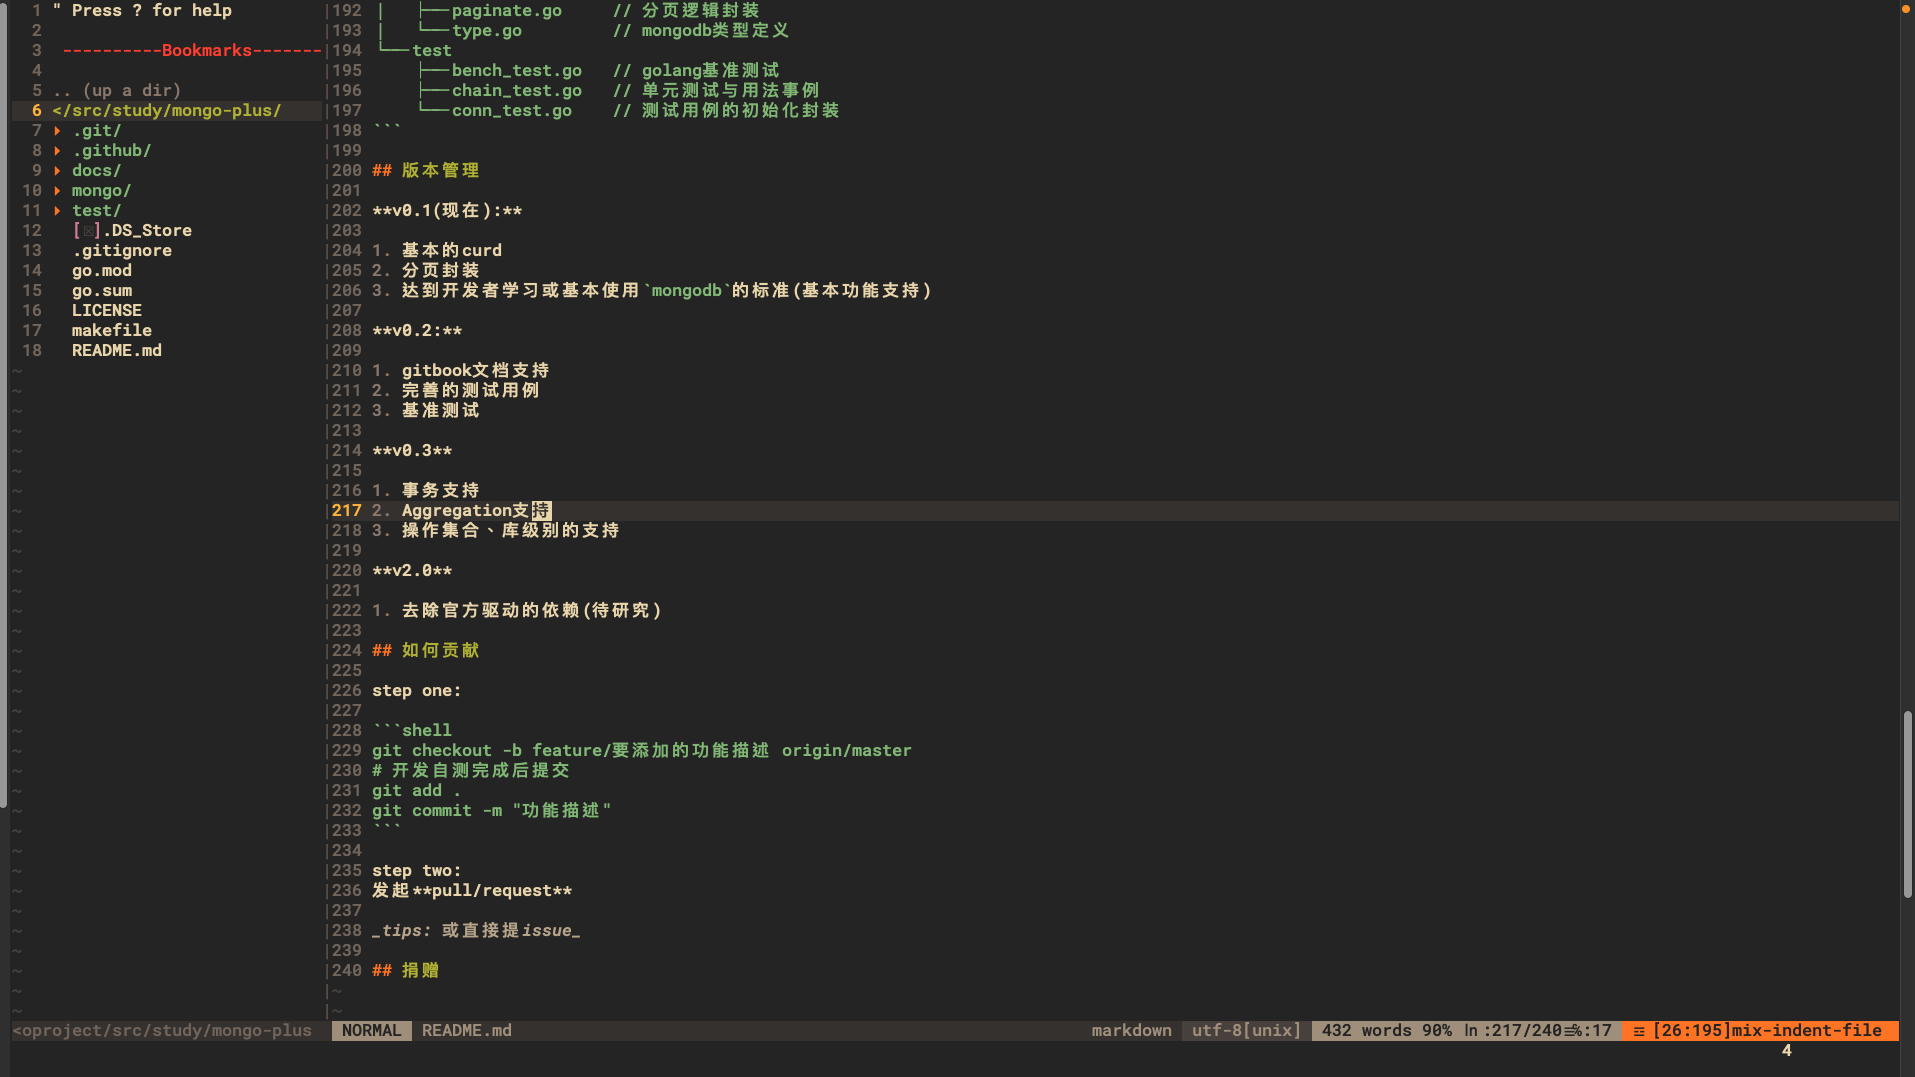 1 " Press ? for help
2
3 ----------Bookmarks-------
4
5 .. (up a dir)
6 </src/study/mongo-plus/
7 ▸ .git/
8 ▸ .github/
9 ▸ docs/
10 ▸ mongo/
11 ▸ test/
12 [ ].DS_Store
13 .gitignore
14 go.mod
15 go.sum
16 LICENSE
17 makefile
18 README.md
<oproject/src/study/mongo-plus
192 │   ├──paginate.go     // 分页逻辑封装
193 │   └──type.go         // mongodb类型定义
194 └──test
195     ├──bench_test.go   // golang基准测试
196     ├──chain_test.go   // 单元测试与用法事例
197     └──conn_test.go    // 测试用例的初始化封装
198 ```
199
200 ## 版本管理
201
202 **v0.1(现在):**
203
204 1. 基本的curd
205 2. 分页封装
206 3. 达到开发者学习或基本使用`mongodb`的标准(基本功能支持)
207
208 **v0.2:**
209
210 1. gitbook文档支持
211 2. 完善的测试用例
212 3. 基准测试
213
214 **v0.3**
215
216 1. 事务支持
217 2. Aggregation支持
218 3. 操作集合、库级别的支持
219
220 **v2.0**
221
222 1. 去除官方驱动的依赖(待研究)
223
224 ## 如何贡献
225
226 step one:
227
228 ```shell
229 git checkout -b feature/要添加的功能描述 origin/master
230 # 开发自测完成后提交
231 git add .
232 git commit -m "功能描述"
233 ```
234
235 step two:
236 发起**pull/request**
237
238 _tips: 或直接提issue_
239
240 ## 捐赠
NORMAL README.md markdown utf-8[unix] 432 words 90% ln :217/240☰℅:17 ☲ [26:195]mix-indent-file
4